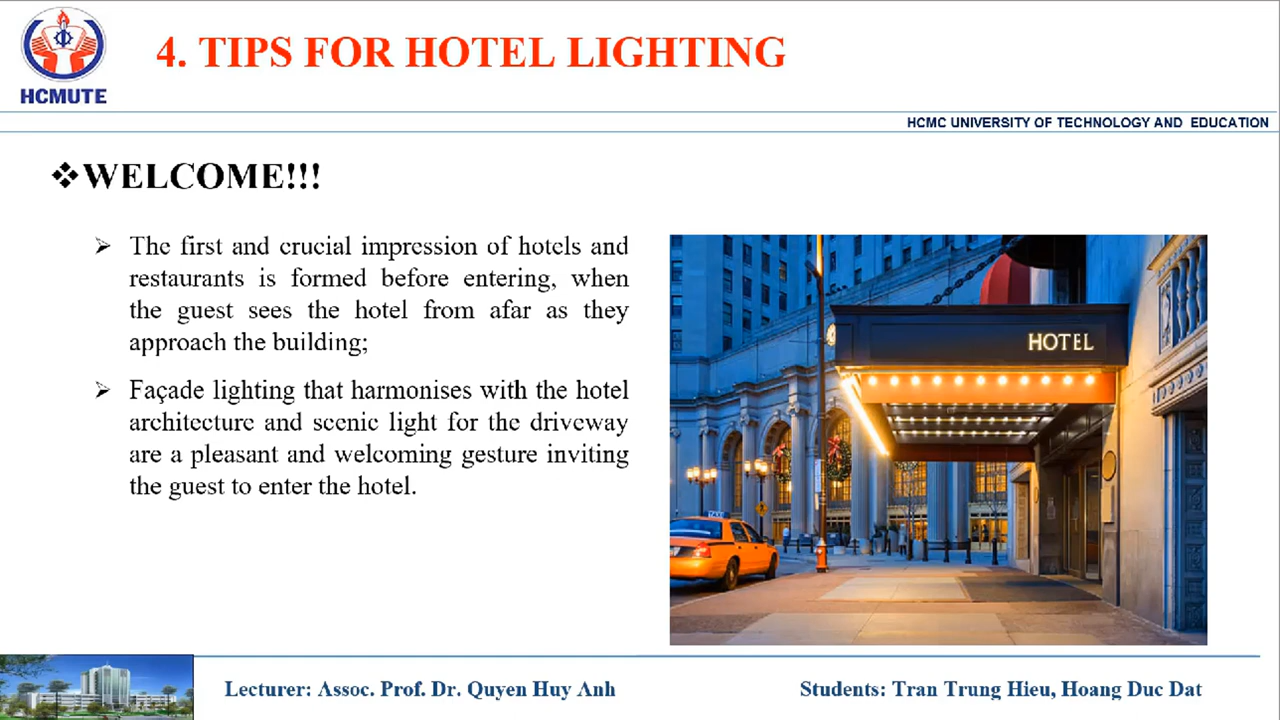 4. TIPS FOR HOTEL LIGHTING
HCMUTE
HCMC UNIVERSITY OF TECHNOLOGY AND EDUCATION
❖WELCOME!!!
➢ The first and crucial impression of hotels and
restaurants is formed before entering, when
the guest sees the hotel from afar as they
approach the building;
➢ Façade lighting that harmonises with the hotel
architecture and scenic light for the driveway
are a pleasant and welcoming gesture inviting
the guest to enter the hotel.
HOTEL
TAXI
Lecturer: Assoc. Prof. Dr. Quyen Huy Anh
Students: Tran Trung Hieu, Hoang Duc Dat